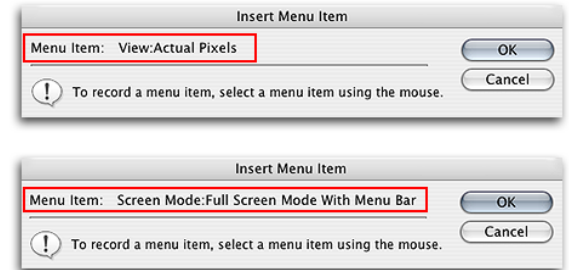 Insert Menu Item
Menu Item: View:Actual Pixels
OK
Cancel
To record a menu item, select a menu item using the mouse.
Insert Menu Item
Menu Item: Screen Mode:Full Screen Mode With Menu Bar
OK
Cancel
To record a menu item, select a menu item using the mouse.